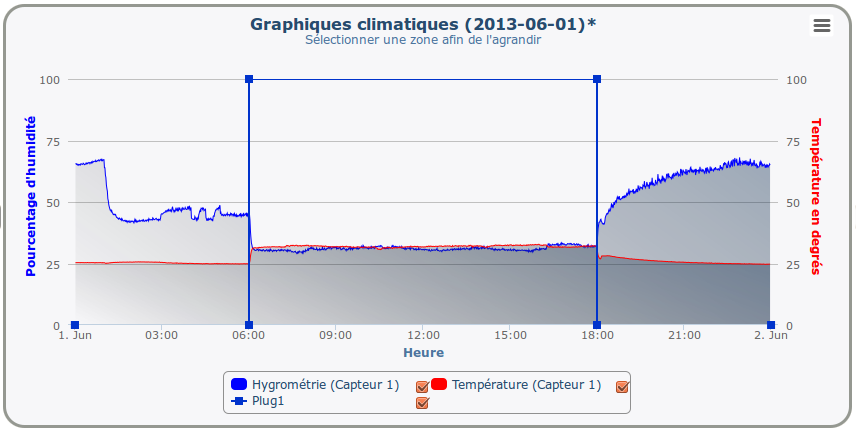 Graphiques climatiques (2013-06-01)*
Sélectionner une zone afin de l'agrandir
Pourcentage d'humidité
Température en degrés
100 100
75 75
50 50
25 25
0 0
1. Jun 03:00 06:00 09:00 12:00 15:00 18:00 21:00 2. Jun
Heure
Hygrométrie (Capteur 1) Température (Capteur 1)
Plug1